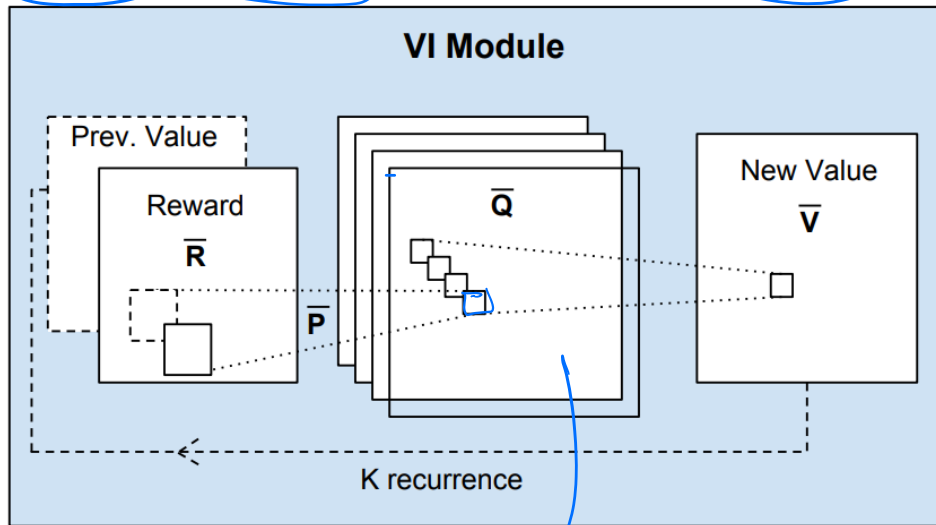 VI Module
Prev. Value
Reward
R̅
P̅
Q̅
New Value
V̅
K recurrence